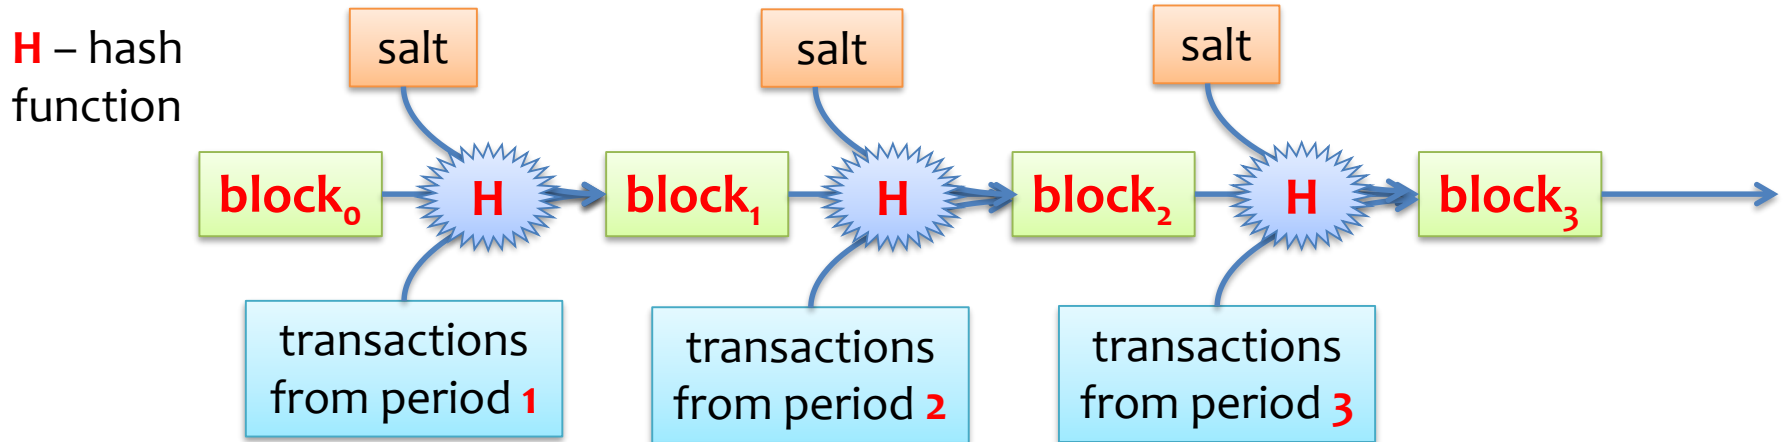 H – hash
function
salt
salt
salt
block₀
H
block₁
H
block₂
H
block₃
transactions
from period 1
transactions
from period 2
transactions
from period 3